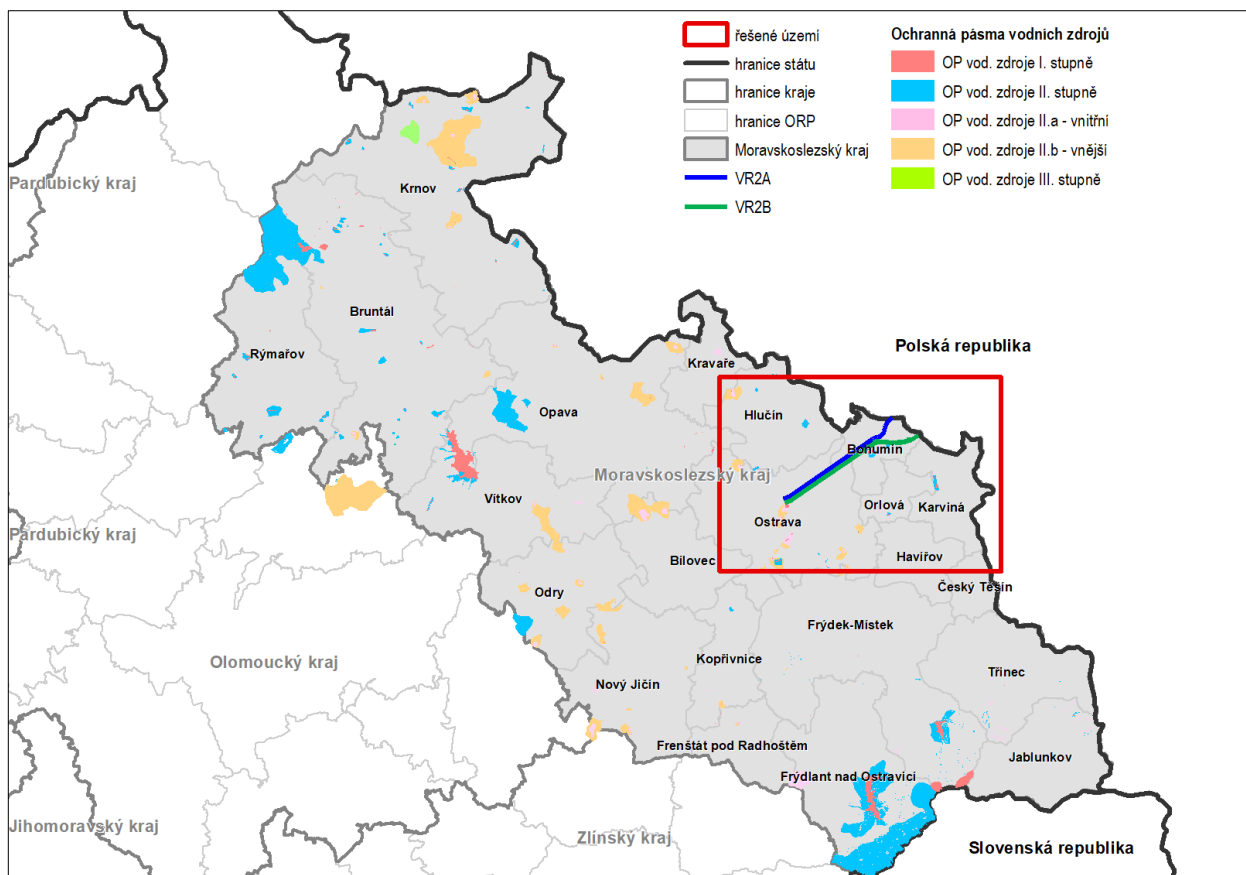 řešené území
hranice státu
hranice kraje
hranice ORP
Moravskoslezský kraj
VR2A
VR2B
Ochranná pásma vodních zdrojů
OP vod. zdroje I. stupně
OP vod. zdroje II. stupně
OP vod. zdroje II.a - vnitřní
OP vod. zdroje II.b - vnější
OP vod. zdroje III. stupně
Pardubický kraj
Krnov
Bruntál
Rýmařov
Polská republika
Kravaře
Hlučín
Opava
Bohumín
Moravskoslezský kraj
Vítkov
Orlová
Karviná
Ostrava
Pardubický kraj
Bílovec
Havířov
Český Těšín
Odry
Frýdek-Místek
Olomoucký kraj
Kopřivnice
Třinec
Nový Jičín
Frenštát pod Radhoštěm
Jablunkov
Frýdlant nad Ostravicí
Jihomoravský kraj
Zlínský kraj
Slovenská republika